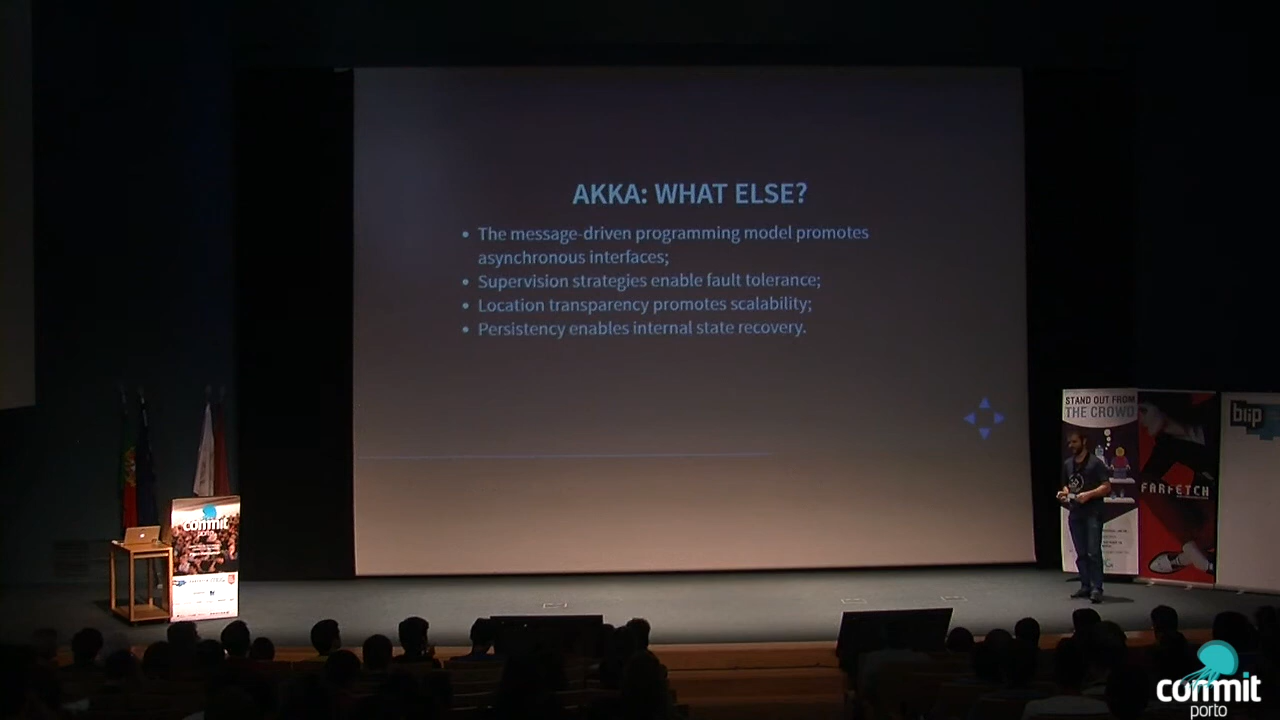 AKKA: WHAT ELSE?
• The message-driven programming model promotes
asynchronous interfaces;
• Supervision strategies enable fault tolerance;
• Location transparency promotes scalability;
• Persistency enables internal state recovery.
STAND OUT FROM
THE CROWD
FARFETCH
blip
commit
porto
commit
porto